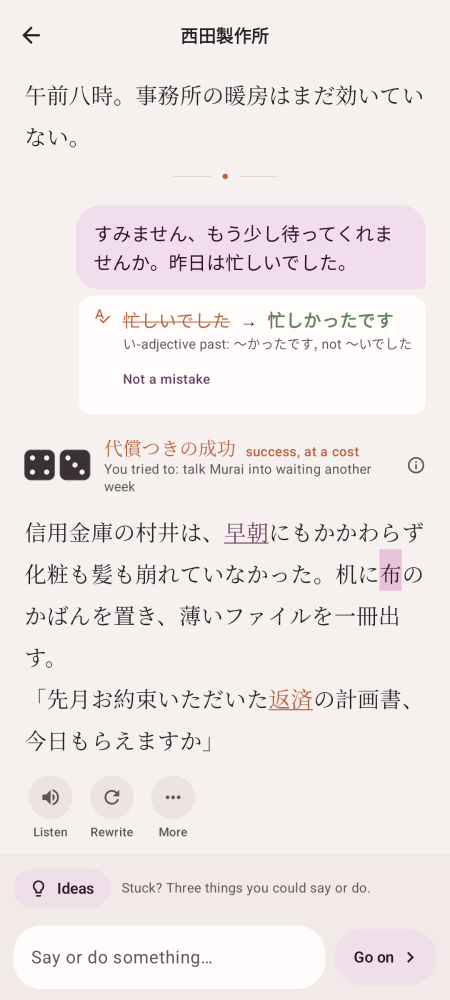 西田製作所
午前八時。事務所の暖房はまだ効いてい
ない。
すみません、もう少し待ってくれま
せんか。昨日は忙しいでした。
忙しいでした → 忙しかったです
い-adjective past: 〜かったです, not 〜いでした
Not a mistake
代償つきの成功 success, at a cost
You tried to: talk Murai into waiting another
week
信用金庫の村井は、早朝にもかかわらず
化粧も髪も崩れていなかった。机に布の
かばんを置き、薄いファイルを一冊出
す。
「先月お約束いただいた返済の計画書、
今日もらえますか」
Listen Rewrite More
Ideas Stuck? Three things you could say or do.
Say or do something… Go on